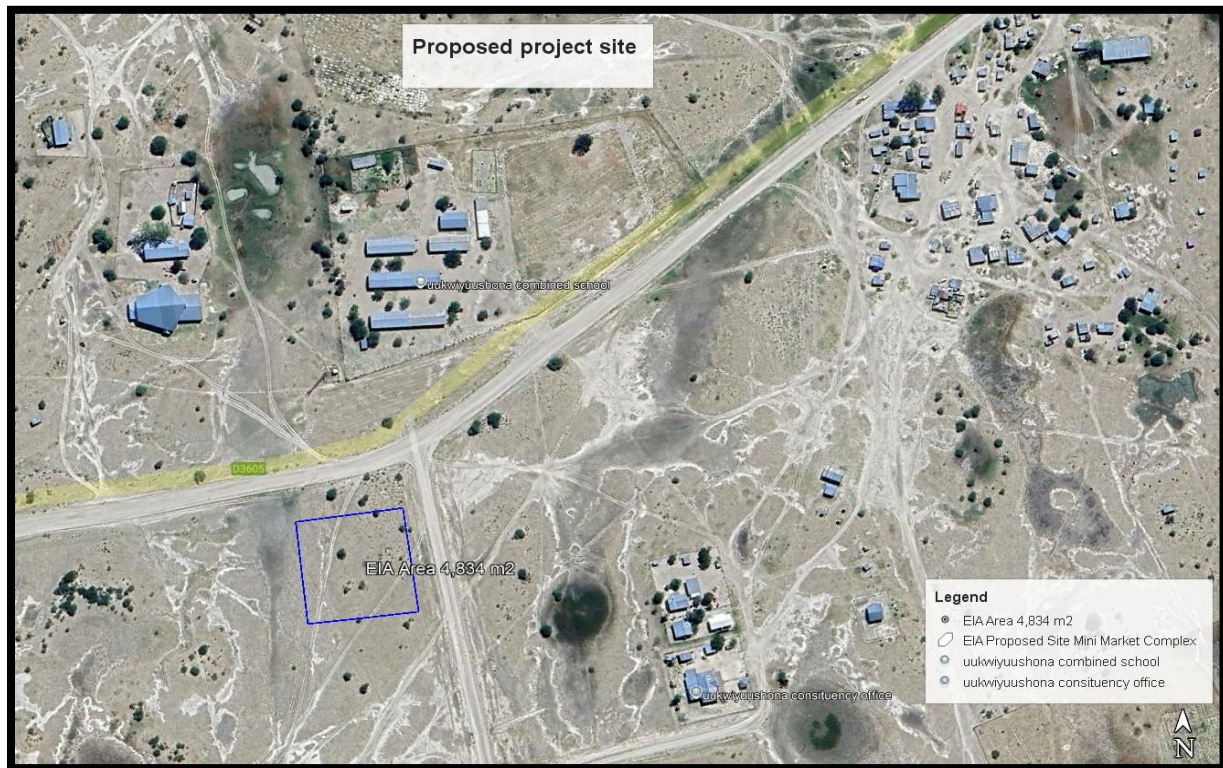 Proposed project site
uukwiyuushona combined school
D3605
EIA Area 4,834 m2
Legend
EIA Area 4,834 m2
EIA Proposed Site Mini Market Complex
uukwiyuushona combined school
uukwiyuushona consituency office
uukwiyuushona consituency office
N